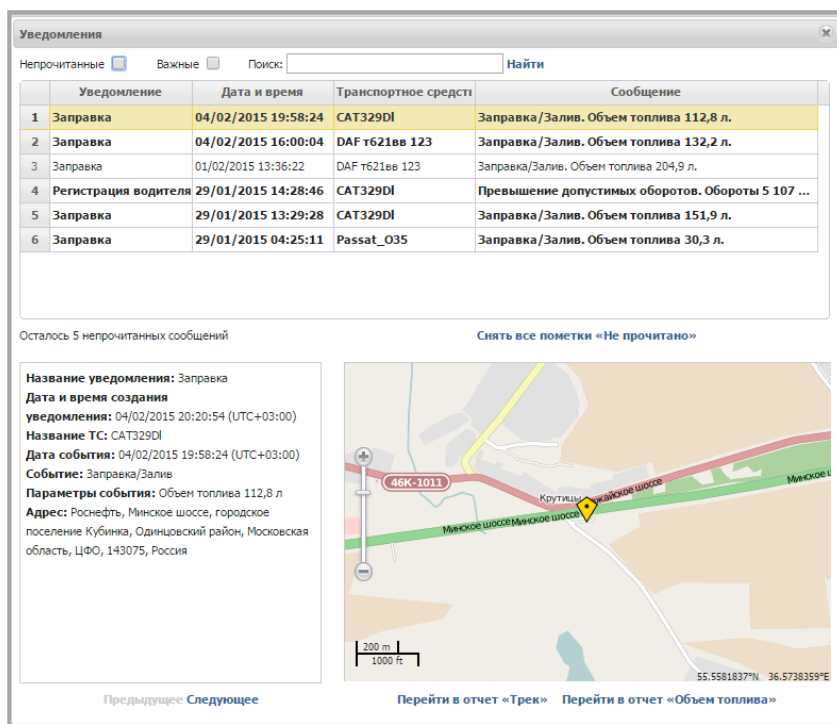 Уведомления
Непрочитанные Важные Поиск: Найти
Уведомление Дата и время Транспортное средсть Сообщение
1 Заправка 04/02/2015 19:58:24 CAT329Dl Заправка/Залив. Объем топлива 112,8 л.
2 Заправка 04/02/2015 16:00:04 DAF т621вв 123 Заправка/Залив. Объем топлива 132,2 л.
3 Заправка 01/02/2015 13:36:22 DAF т621вв 123 Заправка/Залив. Объем топлива 204,9 л.
4 Регистрация водителя 29/01/2015 14:28:46 CAT329Dl Превышение допустимых оборотов. Обороты 5 107 ...
5 Заправка 29/01/2015 13:29:28 CAT329Dl Заправка/Залив. Объем топлива 151,9 л.
6 Заправка 29/01/2015 04:25:11 Passat_O35 Заправка/Залив. Объем топлива 30,3 л.
Осталось 5 непрочитанных сообщений Снять все пометки «Не прочитано»
Название уведомления: Заправка
Дата и время создания
уведомления: 04/02/2015 20:20:54 (UTC+03:00)
Название ТС: CAT329Dl
Дата события: 04/02/2015 19:58:24 (UTC+03:00)
Событие: Заправка/Залив
Параметры события: Объем топлива 112,8 л
Адрес: Роснефть, Минское шоссе, городское
поселение Кубинка, Одинцовский район, Московская
область, ЦФО, 143075, Россия
46К-1011
Крутицы
жайское шоссе
Минское шоссе
Минское шоссе
Минское ш
200 m
1000 ft
55.5581837°N 36.5738359°E
Предыдущее Следующее
Перейти в отчет «Трек» Перейти в отчет «Объем топлива»